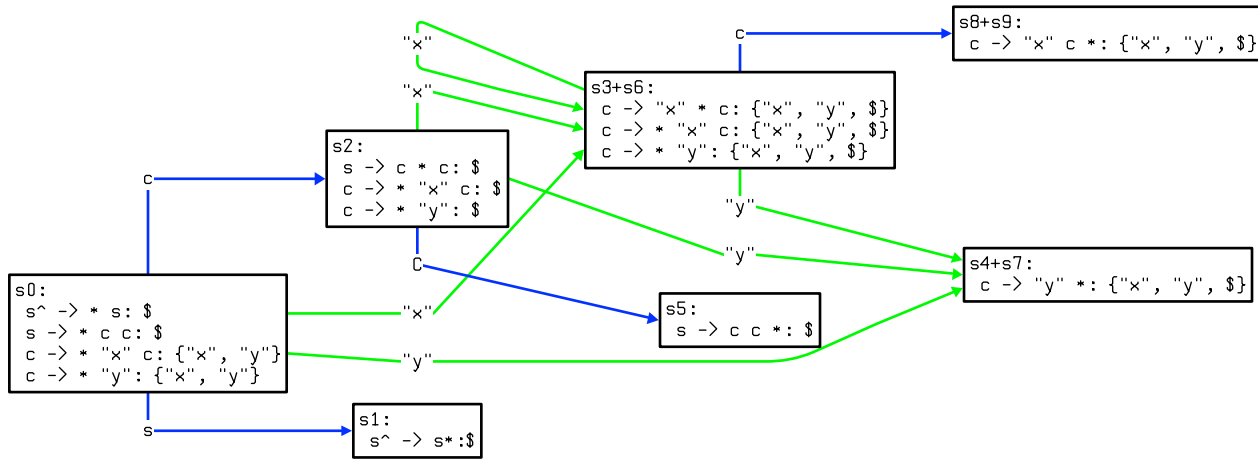 s8+s9:
c -> "x" c *: {"x", "y", $}
c
"x"
"x"
s3+s6:
c -> "x" * c: {"x", "y", $}
c -> * "x" c: {"x", "y", $}
c -> * "y": {"x", "y", $}
s2:
s -> c * c: $
c -> * "x" c: $
c -> * "y": $
c
"y"
"y"
C
s4+s7:
c -> "y" *: {"x", "y", $}
s0:
s^ -> * s: $
s -> * c c: $
c -> * "x" c: {"x", "y"}
c -> * "y": {"x", "y"}
"x"
"y"
s5:
s -> c c *: $
s
s1:
s^ -> s*:$